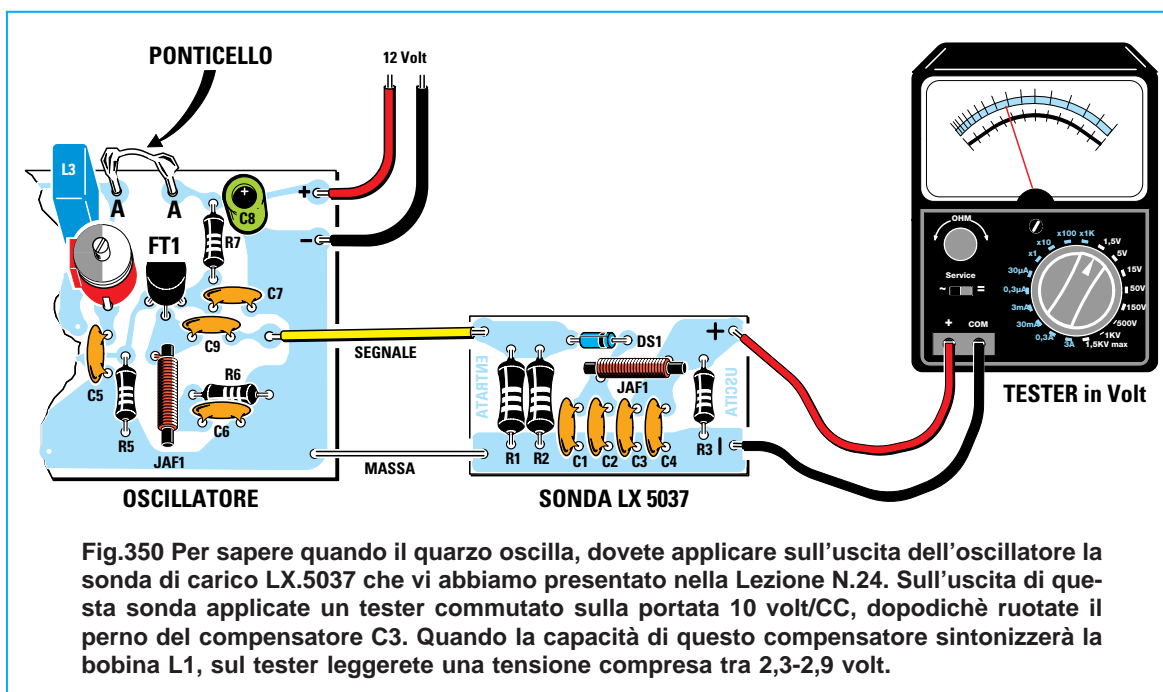 PONTICELLO
12 Volt
L3
A
A
C8
+
-
R7
FT1
C7
C9
C5
R5
R6
C6
JAF1
OSCILLATORE
SEGNALE
MASSA
ENTRATA
DS1
JAF1
+
USCITA
R1
R2
C1
C2
C3
C4
R3
-
SONDA LX 5037
OHM
x1
x10
x100
x1K
1,5V
5V
15V
50V
150V
500V
1KV
1,5KV max
30µA
0,3µA
3mA
30mA
0,3A
3A
Service
~
=
+
COM
TESTER in Volt
Fig.350 Per sapere quando il quarzo oscilla, dovete applicare sull'uscita dell'oscillatore la
sonda di carico LX.5037 che vi abbiamo presentato nella Lezione N.24. Sull'uscita di que-
sta sonda applicate un tester commutato sulla portata 10 volt/CC, dopodichè ruotate il
perno del compensatore C3. Quando la capacità di questo compensatore sintonizzerà la
bobina L1, sul tester leggerete una tensione compresa tra 2,3-2,9 volt.